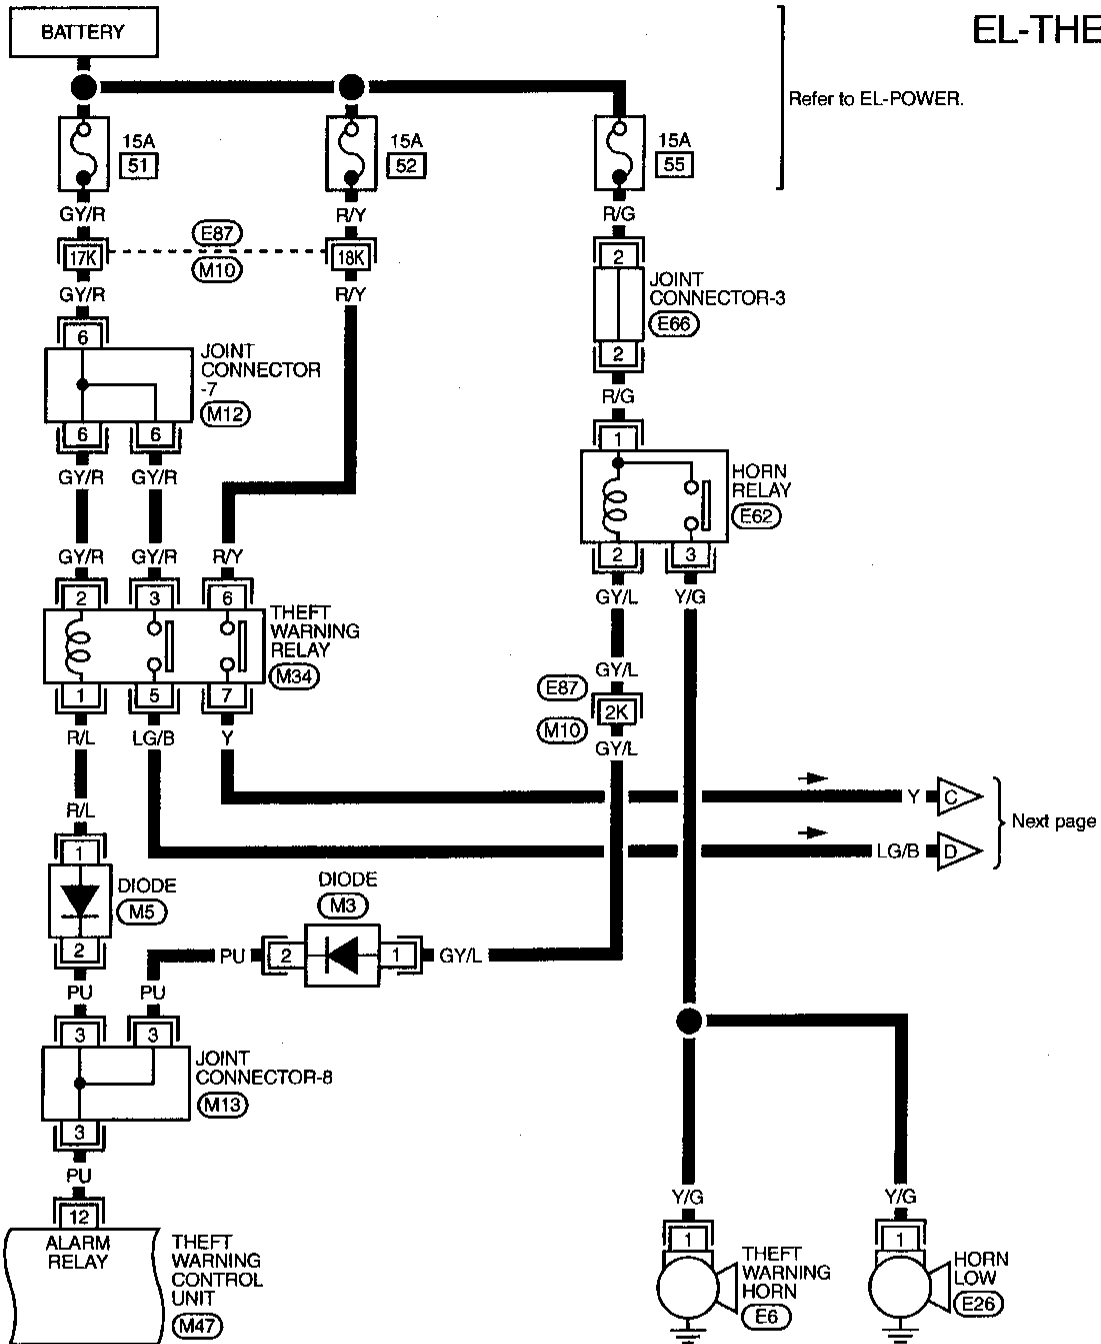 BATTERY
EL-THE
Refer to EL-POWER.
15A
51
15A
52
15A
55
GY/R
R/Y
R/G
17K
E87
M10
18K
2
GY/R
R/Y
JOINT
CONNECTOR-3
E66
2
6
JOINT
CONNECTOR
-7
M12
6
6
R/G
1
GY/R
GY/R
HORN
RELAY
E62
2
3
GY/R
GY/R
R/Y
GY/L
Y/G
2
3
6
THEFT
WARNING
RELAY
M34
1
5
7
GY/L
E87
2K
M10
GY/L
R/L
LG/B
Y
R/L
Y
C
Next page
LG/B
D
1
DIODE
M5
2
DIODE
M3
PU
2
1
GY/L
PU
PU
3
3
JOINT
CONNECTOR-8
M13
3
PU
Y/G
Y/G
12
ALARM
RELAY
THEFT
WARNING
CONTROL
UNIT
M47
1
THEFT
WARNING
HORN
E6
1
HORN
LOW
E26